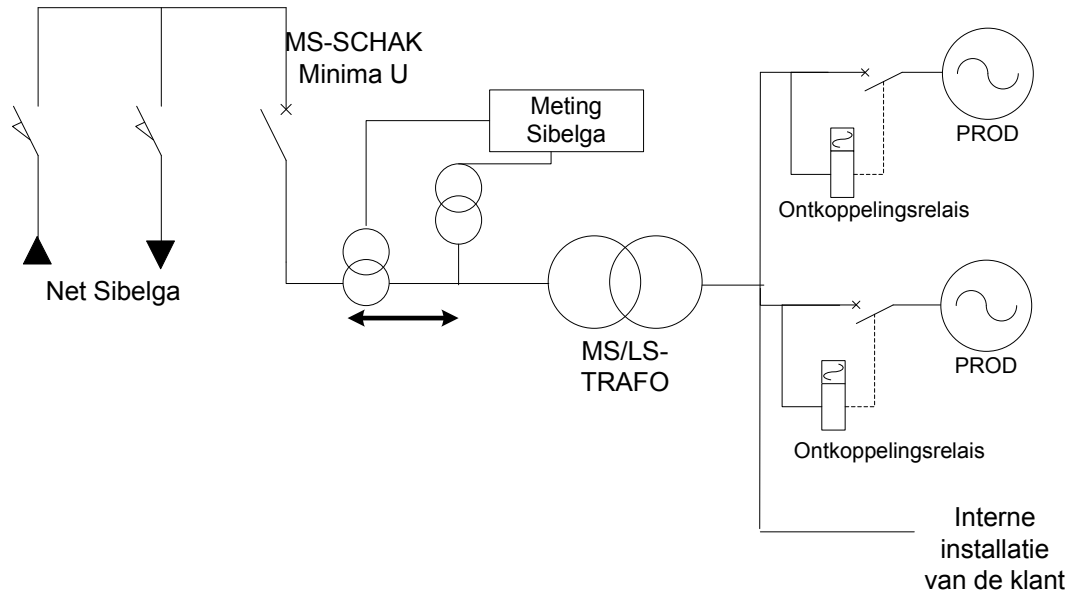 MS-SCHAK
Minima U
Meting
Sibelga
PROD
Ontkoppelingsrelais
Net Sibelga
MS/LS-
TRAFO
PROD
Ontkoppelingsrelais
Interne
installatie
van de klant